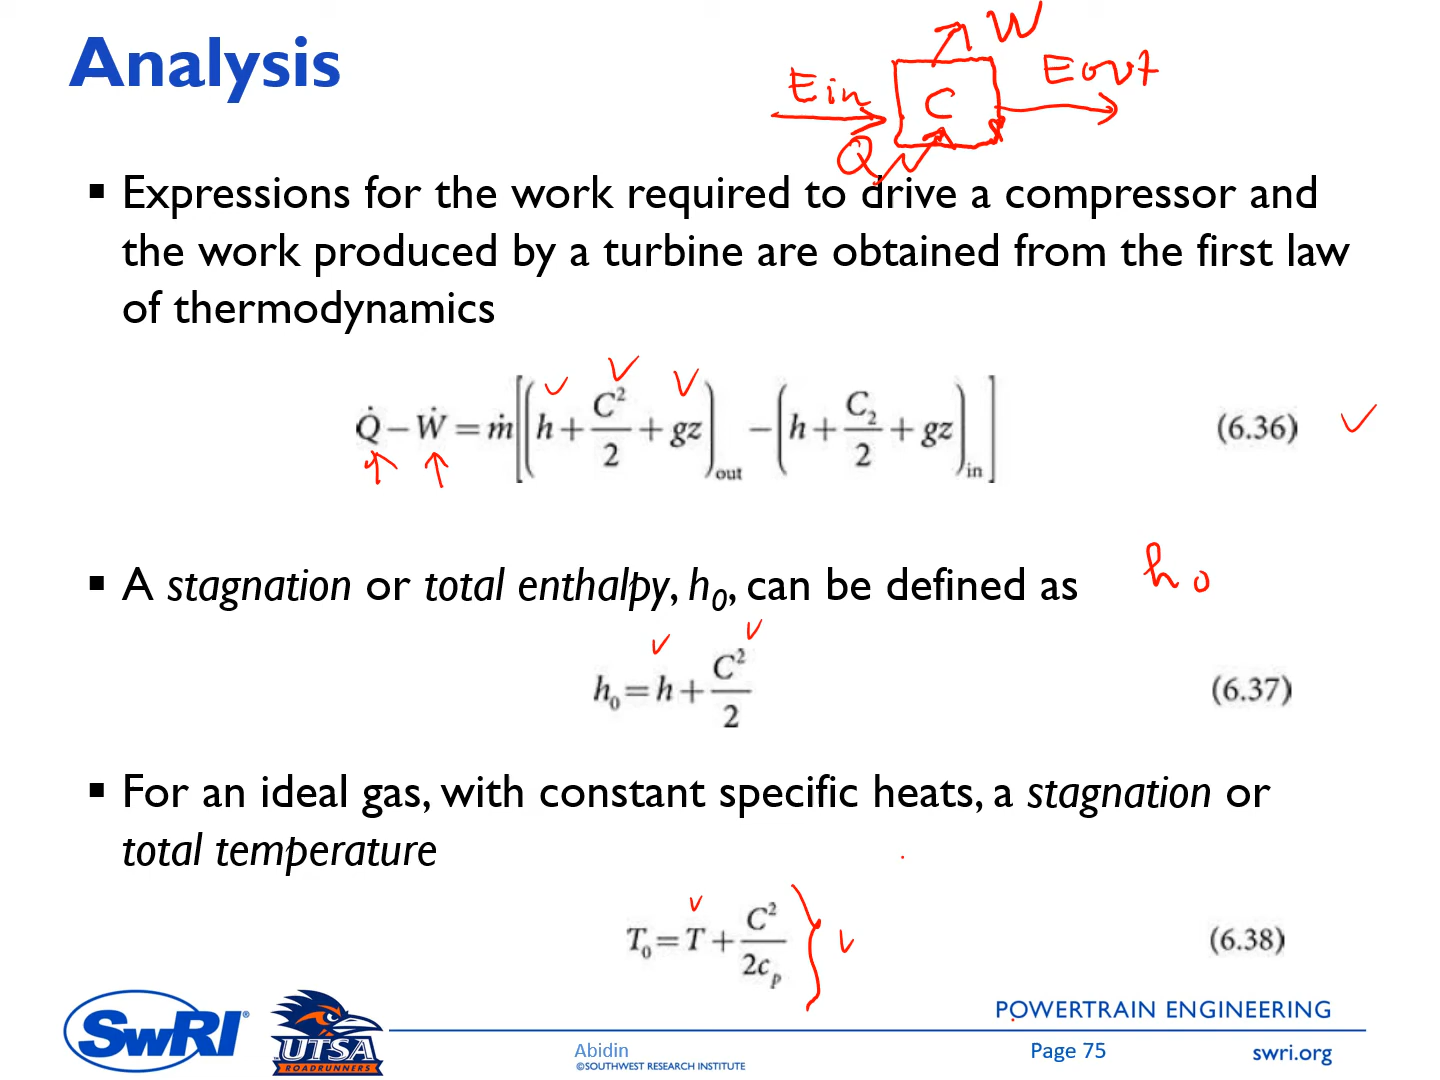 Analysis
W
Ein
C
Eout
Q
▪ Expressions for the work required to drive a compressor and
the work produced by a turbine are obtained from the first law
of thermodynamics
Q̇ − Ẇ = ṁ[(h + C²/2 + gz)out − (h + C₂/2 + gz)in] (6.36)
▪ A stagnation or total enthalpy, h₀, can be defined as
h₀
h₀ = h + C²/2 (6.37)
▪ For an ideal gas, with constant specific heats, a stagnation or
total temperature
T₀ = T + C²/2cₚ (6.38)
SwRI®
UTSA
ROADRUNNERS
Abidin
©SOUTHWEST RESEARCH INSTITUTE
POWERTRAIN ENGINEERING
Page 75
swri.org